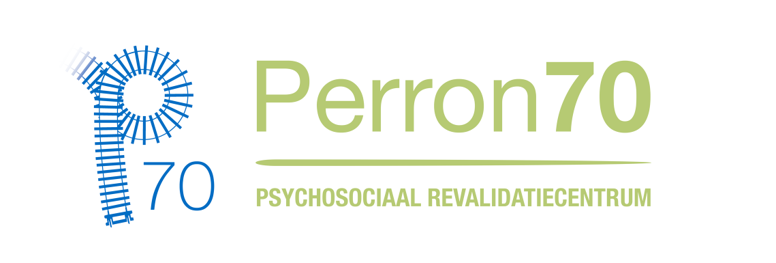 P
70
Perron70
PSYCHOSOCIAAL REVALIDATIECENTRUM